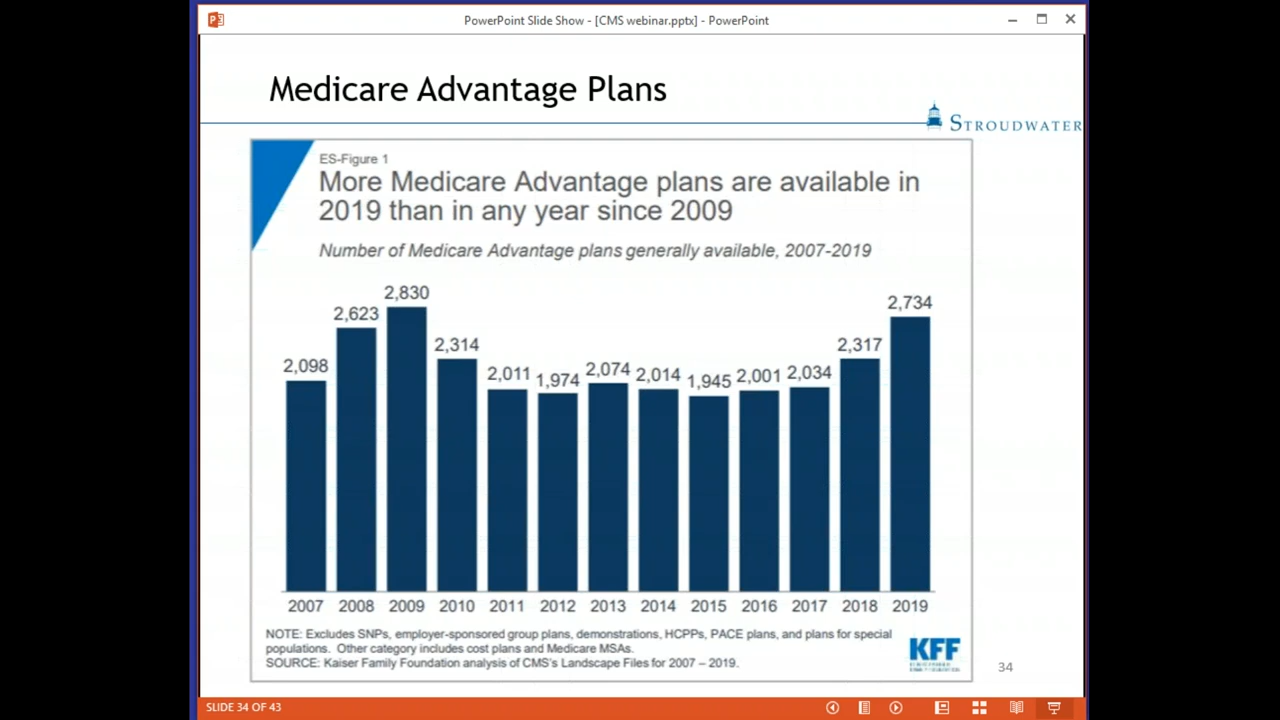 PowerPoint Slide Show - [CMS webinar.pptx] - PowerPoint
Medicare Advantage Plans
STROUDWATER
ES-Figure 1
More Medicare Advantage plans are available in
2019 than in any year since 2009
Number of Medicare Advantage plans generally available, 2007-2019
2,098 2,623 2,830 2,314 2,011 1,974 2,074 2,014 1,945 2,001 2,034 2,317 2,734
2007 2008 2009 2010 2011 2012 2013 2014 2015 2016 2017 2018 2019
NOTE: Excludes SNPs, employer-sponsored group plans, demonstrations, HCPPs, PACE plans, and plans for special
populations. Other category includes cost plans and Medicare MSAs.
SOURCE: Kaiser Family Foundation analysis of CMS's Landscape Files for 2007 – 2019.
KFF
34
SLIDE 34 OF 43